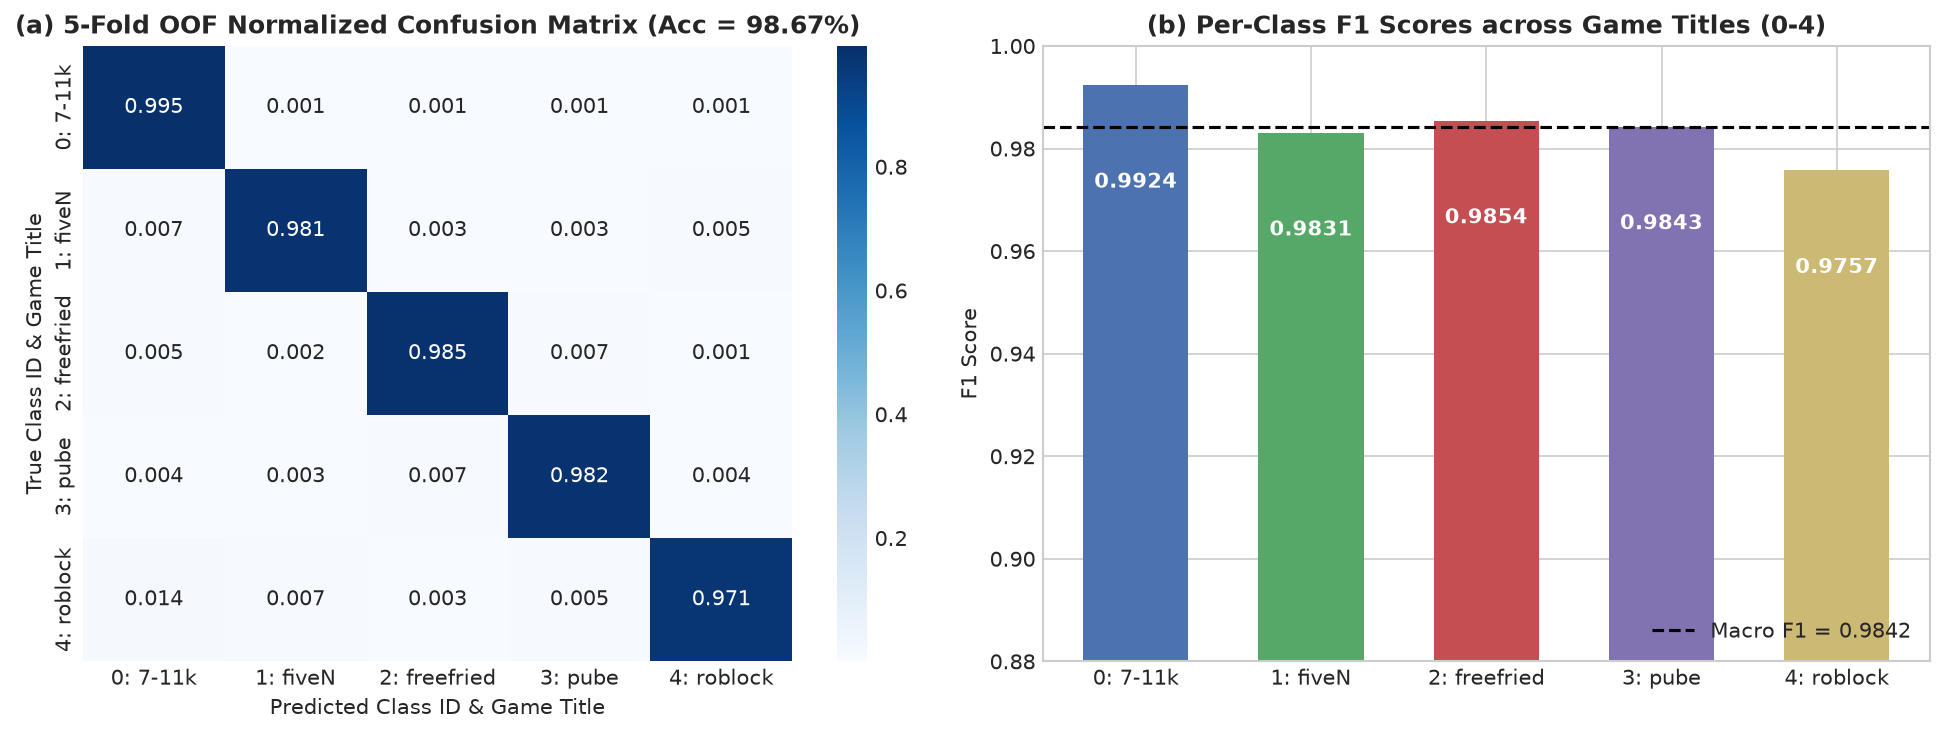 (a) 5-Fold OOF Normalized Confusion Matrix (Acc = 98.67%)
True Class ID & Game Title
0: 7-11k
0.995 0.001 0.001 0.001 0.001
1: fiveN
0.007 0.981 0.003 0.003 0.005
2: freefried
0.005 0.002 0.985 0.007 0.001
3: pube
0.004 0.003 0.007 0.982 0.004
4: roblock
0.014 0.007 0.003 0.005 0.971
0: 7-11k 1: fiveN 2: freefried 3: pube 4: roblock
Predicted Class ID & Game Title
0.8
0.6
0.4
0.2
(b) Per-Class F1 Scores across Game Titles (0-4)
F1 Score
1.00
0.98
0.96
0.94
0.92
0.90
0.88
0.9924
0.9831
0.9854
0.9843
0.9757
Macro F1 = 0.9842
0: 7-11k 1: fiveN 2: freefried 3: pube 4: roblock